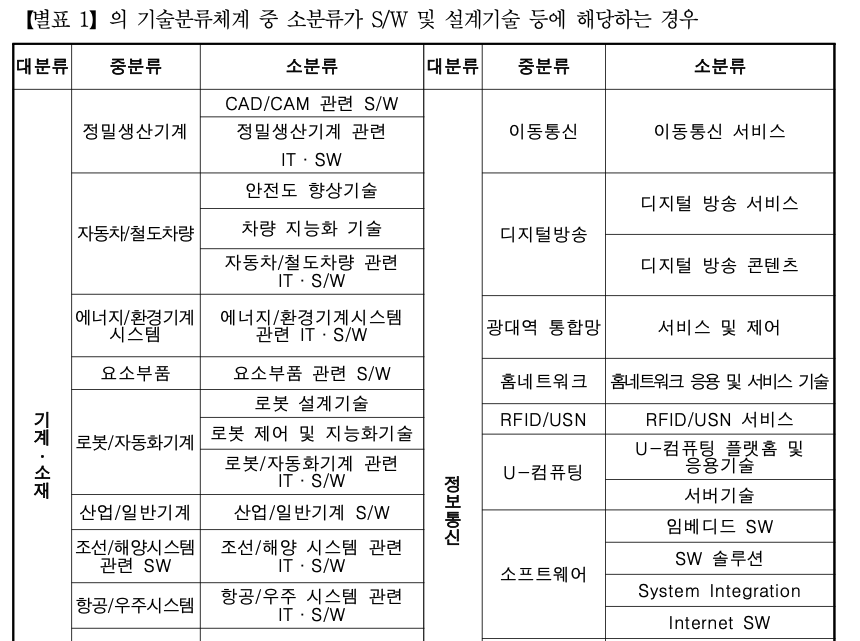 【별표 1】 의 기술분류체계 중 소분류가 S/W 및 설계기술 등에 해당하는 경우
대분류 중분류 소분류 대분류 중분류 소분류
기계·소재
정밀생산기계
CAD/CAM 관련 S/W
정밀생산기계 관련
IT · SW
자동차/철도차량
안전도 향상기술
차량 지능화 기술
자동차/철도차량 관련
IT · S/W
에너지/환경기계
시스템
에너지/환경기계시스템
관련 IT · S/W
요소부품
요소부품 관련 S/W
로봇/자동화기계
로봇 설계기술
로봇 제어 및 지능화기술
로봇/자동화기계 관련
IT · S/W
산업/일반기계
산업/일반기계 S/W
조선/해양시스템
관련 SW
조선/해양 시스템 관련
IT · S/W
항공/우주시스템
항공/우주 시스템 관련
IT · S/W
정보통신
이동통신
이동통신 서비스
디지털방송
디지털 방송 서비스
디지털 방송 콘텐츠
광대역 통합망
서비스 및 제어
홈네트워크
홈네트워크 응용 및 서비스 기술
RFID/USN
RFID/USN 서비스
U-컴퓨팅
U-컴퓨팅 플랫홈 및
응용기술
서버기술
소프트웨어
임베디드 SW
SW 솔루션
System Integration
Internet SW